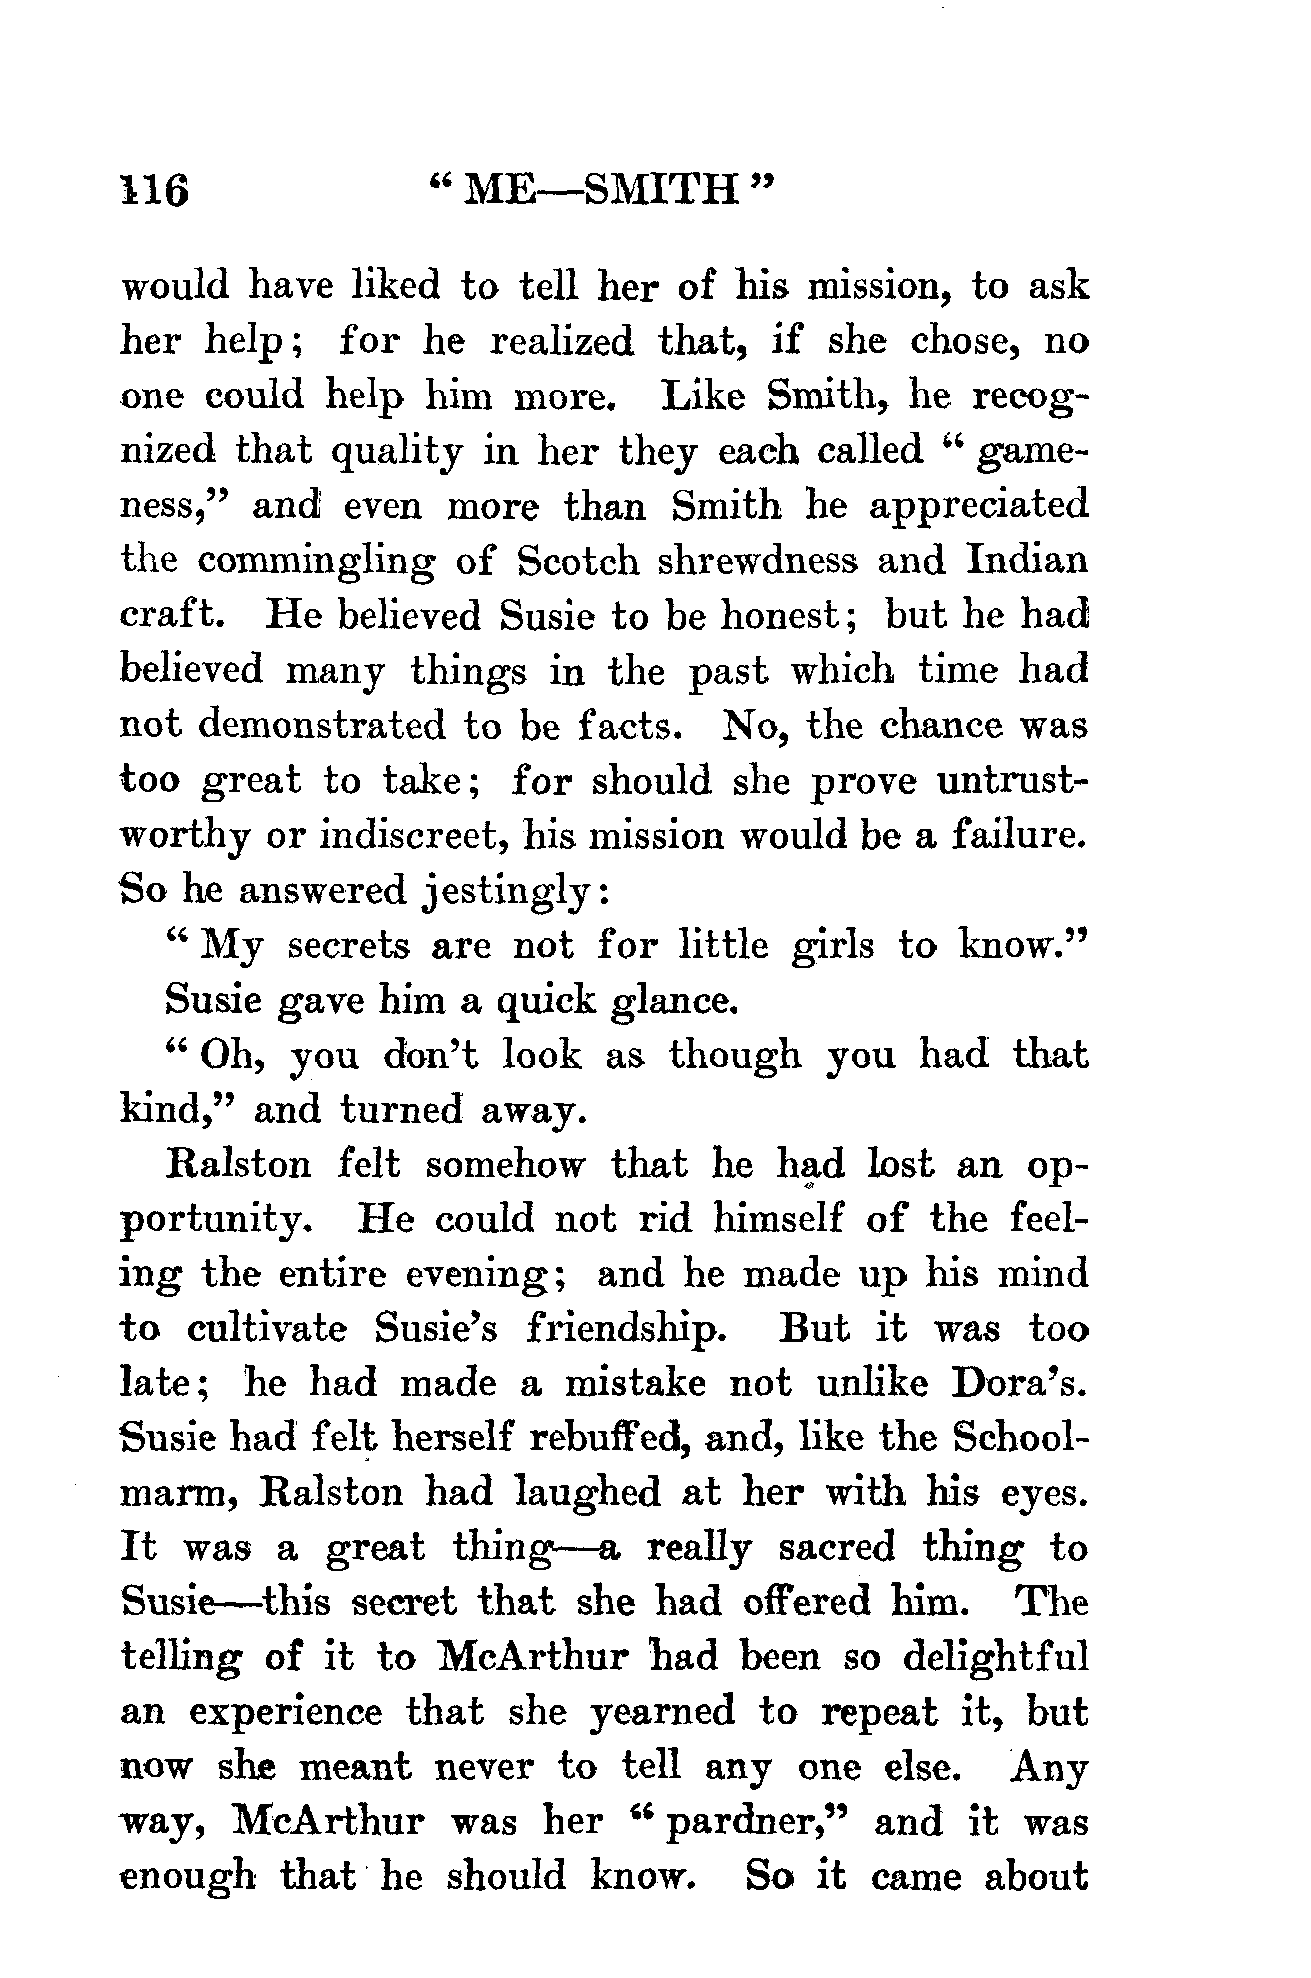 116 " ME—SMITH "
would have liked to tell her of his mission, to ask
her help; for he realized that, if she chose, no
one could help him more. Like Smith, he recog-
nized that quality in her they each called " game-
ness," and even more than Smith he appreciated
the commingling of Scotch shrewdness and Indian
craft. He believed Susie to be honest; but he had
believed many things in the past which time had
not demonstrated to be facts. No, the chance was
too great to take; for should she prove untrust-
worthy or indiscreet, his mission would be a failure.
So he answered jestingly:
" My secrets are not for little girls to know."
Susie gave him a quick glance.
" Oh, you don't look as though you had that
kind," and turned away.
Ralston felt somehow that he had lost an op-
portunity. He could not rid himself of the feel-
ing the entire evening; and he made up his mind
to cultivate Susie's friendship. But it was too
late; he had made a mistake not unlike Dora's.
Susie had felt herself rebuffed, and, like the School-
marm, Ralston had laughed at her with his eyes.
It was a great thing—a really sacred thing to
Susie—this secret that she had offered him. The
telling of it to McArthur had been so delightful
an experience that she yearned to repeat it, but
now she meant never to tell any one else. Any
way, McArthur was her " pardner," and it was
enough that he should know. So it came about